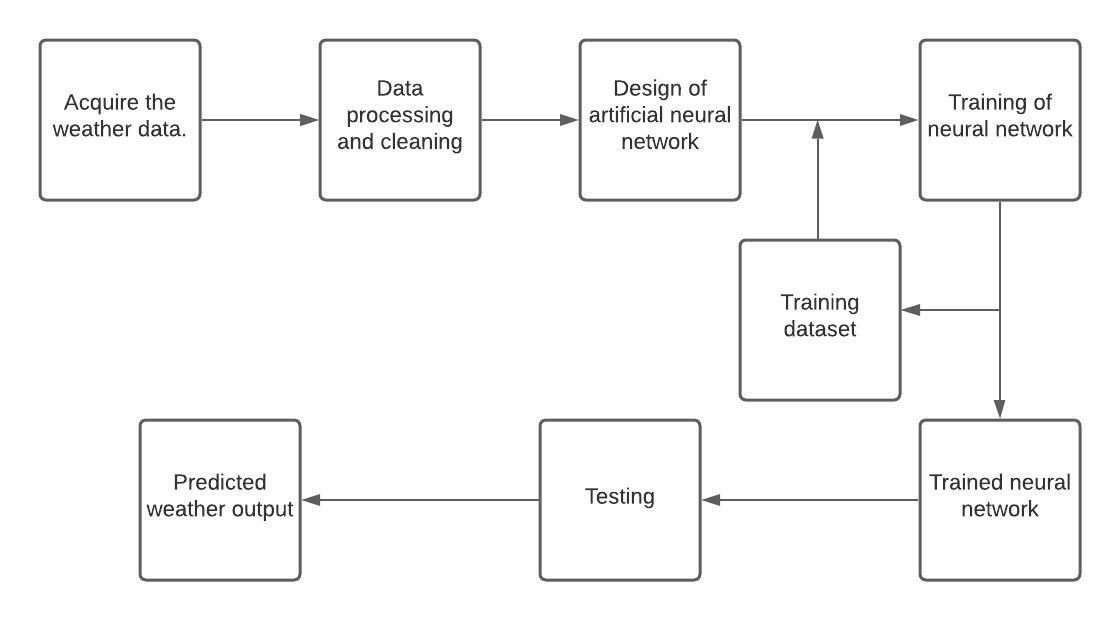 Acquire the
weather data.
Data
processing
and cleaning
Design of
artificial neural
network
Training of
neural network
Training
dataset
Predicted
weather output
Testing
Trained neural
network